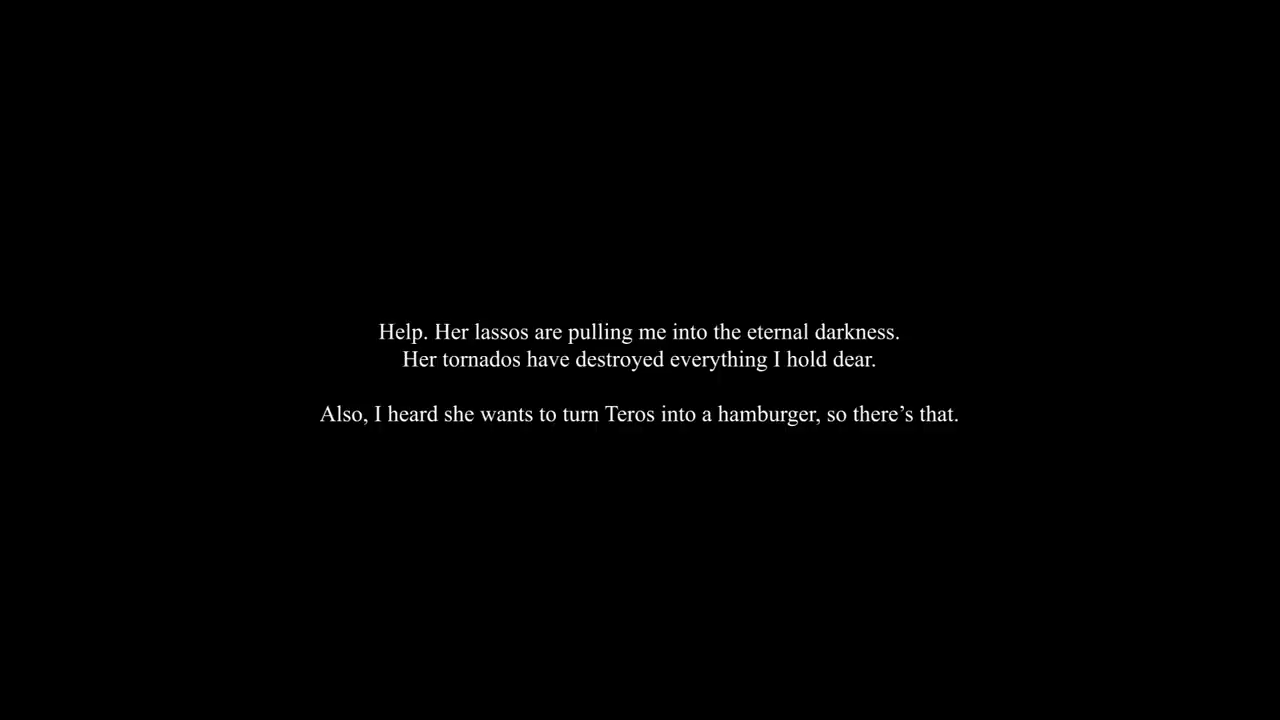 Help. Her lassos are pulling me into the eternal darkness.
Her tornados have destroyed everything I hold dear.
Also, I heard she wants to turn Teros into a hamburger, so there’s that.